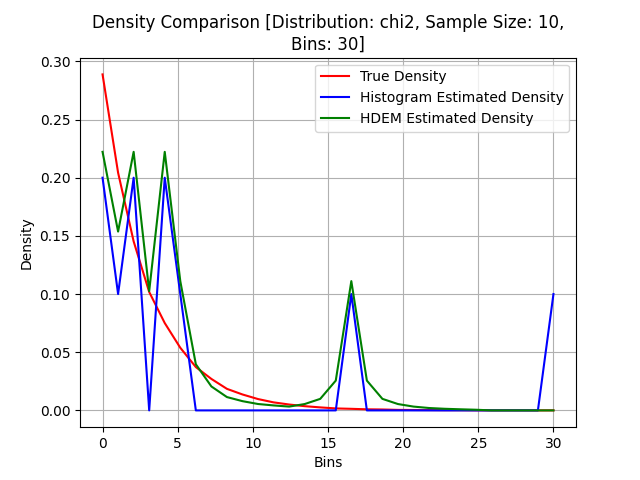 Density Comparison [Distribution: chi2, Sample Size: 10,
Bins: 30]
True Density
Histogram Estimated Density
HDEM Estimated Density
Density
0.30
0.25
0.20
0.15
0.10
0.05
0.00
0 5 10 15 20 25 30
Bins